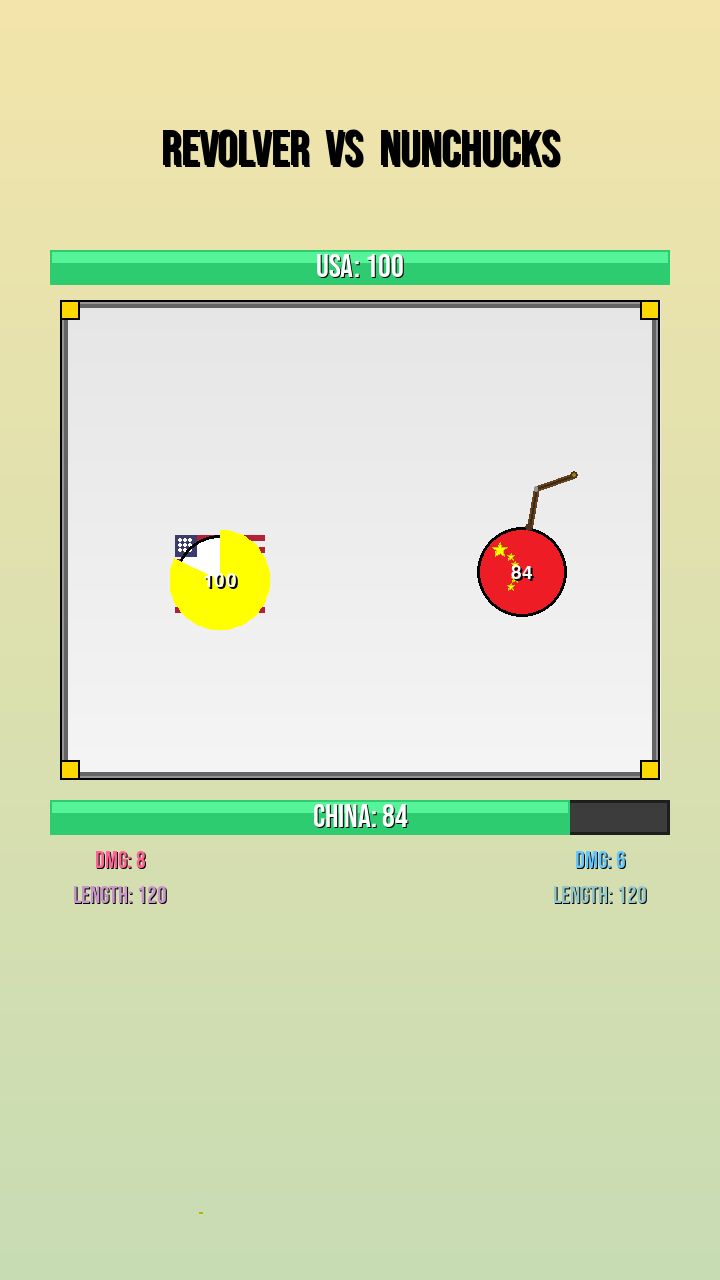 REVOLVER VS NUNCHUCKS
USA: 100
100
84
CHINA: 84
DMG: 8
DMG: 6
LENGTH: 120
LENGTH: 120